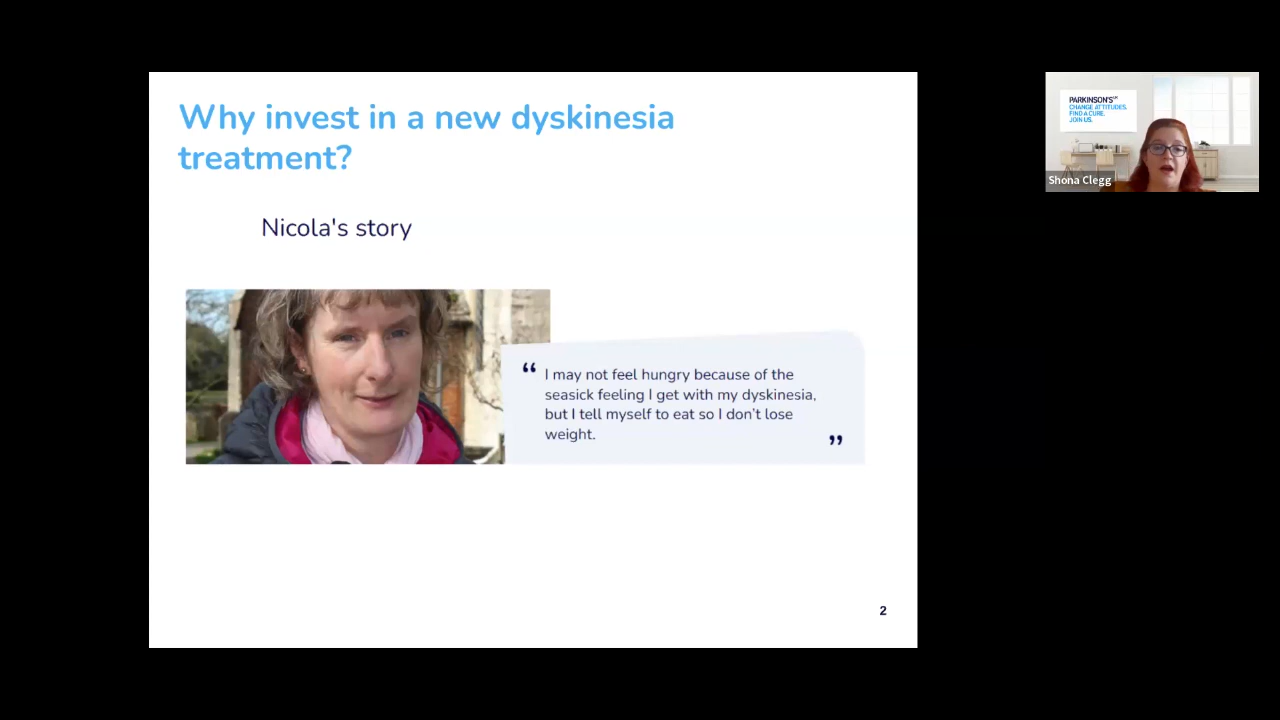 Why invest in a new dyskinesia
treatment?
Nicola's story
“ I may not feel hungry because of the
seasick feeling I get with my dyskinesia,
but I tell myself to eat so I don’t lose
weight. ”
2
PARKINSON'S UK
CHANGE ATTITUDES.
FIND A CURE.
JOIN US.
Shona Clegg